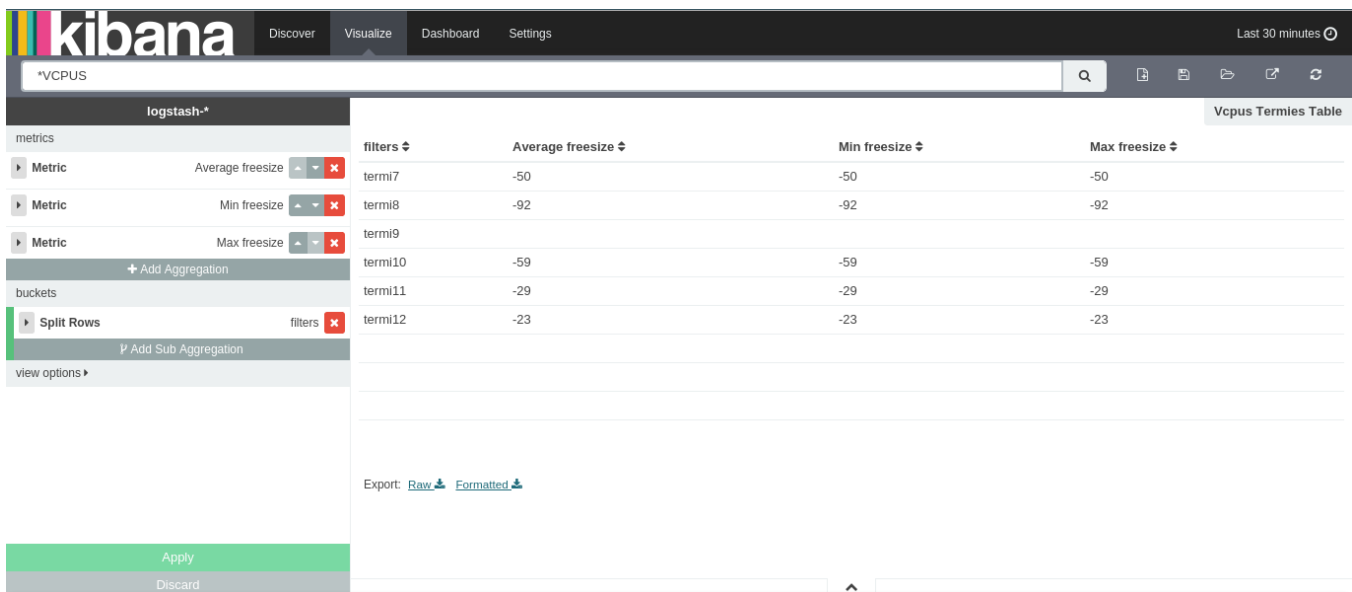 kibana Discover Visualize Dashboard Settings Last 30 minutes
*VCPUS
logstash-*
Vcpus Termies Table
metrics
Metric Average freesize
Metric Min freesize
Metric Max freesize
+ Add Aggregation
buckets
Split Rows filters
Add Sub Aggregation
view options
Apply
Discard
filters Average freesize Min freesize Max freesize
termi7 -50 -50 -50
termi8 -92 -92 -92
termi9
termi10 -59 -59 -59
termi11 -29 -29 -29
termi12 -23 -23 -23
Export: Raw Formatted